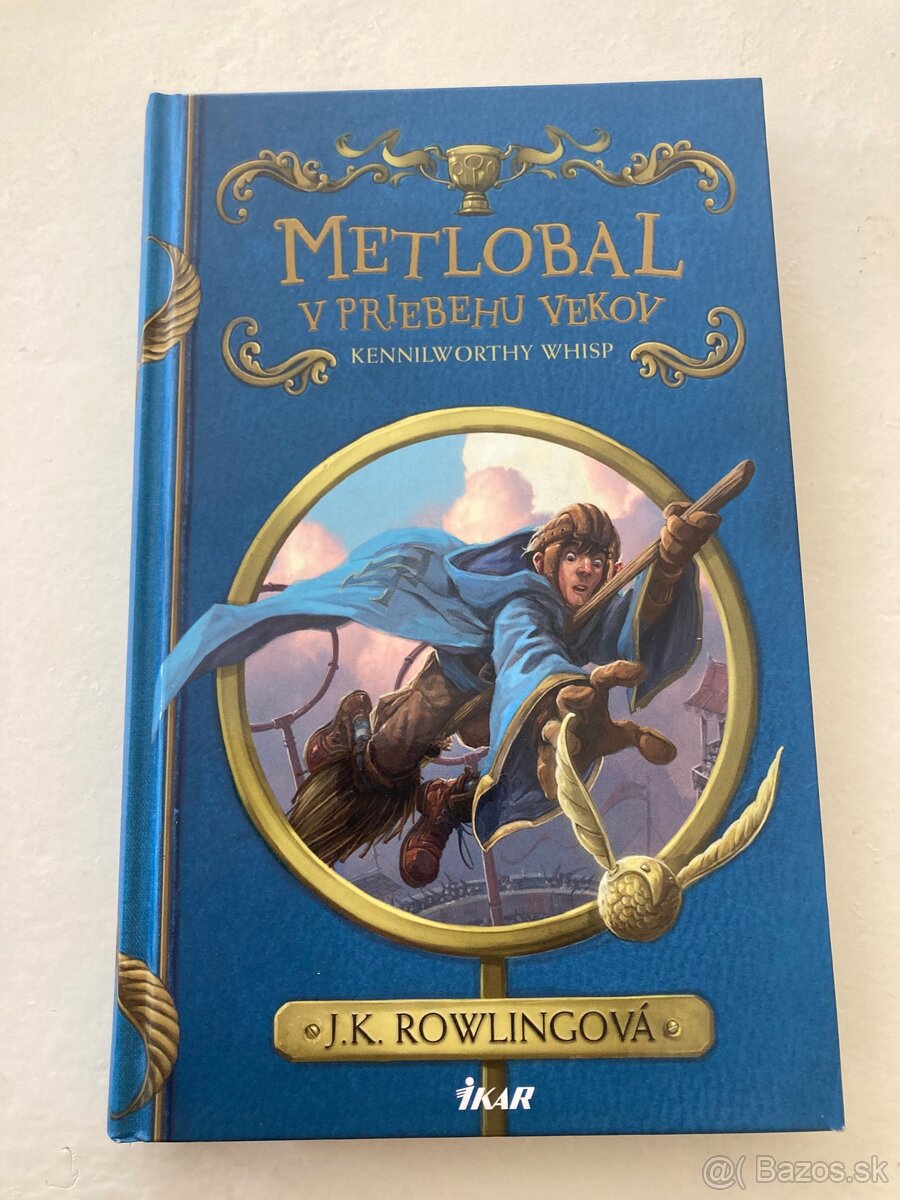 METLOBAL
V PRIEBEHU VEKOV
KENNILWORTHY WHISP
J.K. ROWLINGOVÁ
IKAR
@( Bazos.sk